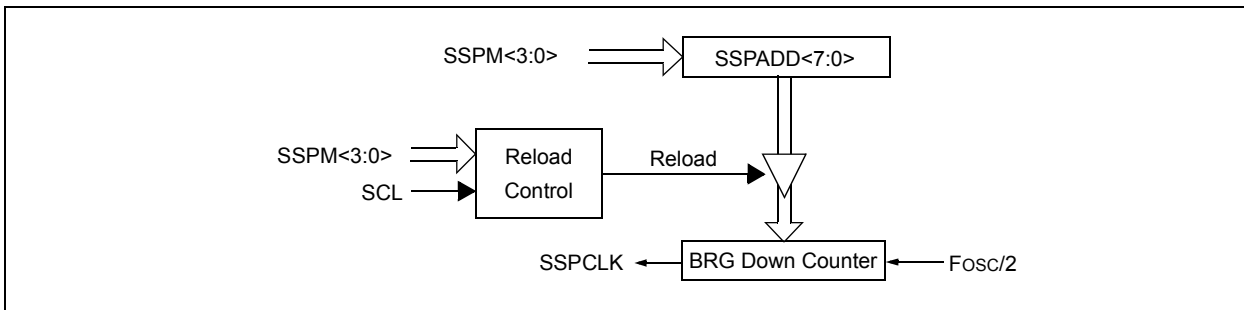 SSPM<3:0>
SSPADD<7:0>
SSPM<3:0>
SCL
Reload
Control
Reload
SSPCLK
BRG Down Counter
FOSC/2